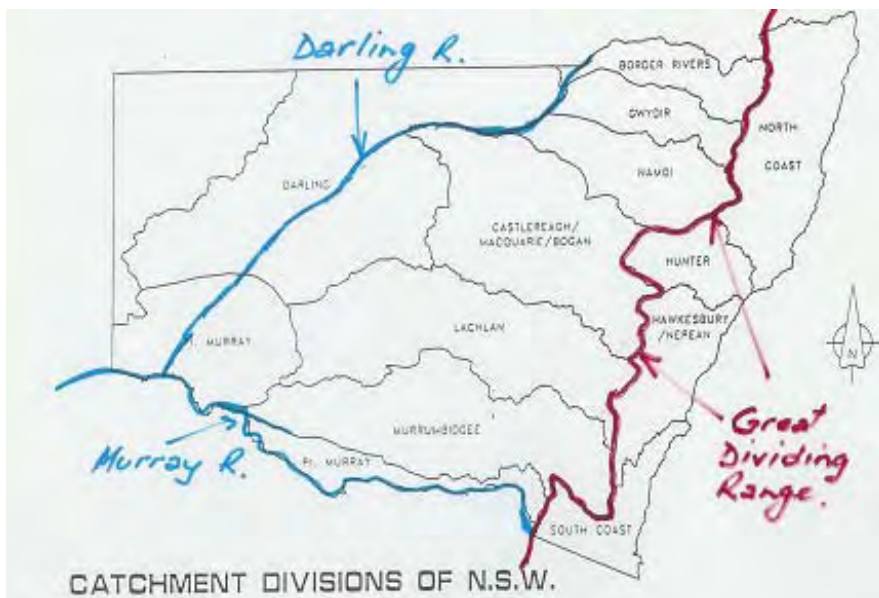 Darling R.
BORDER RIVERS
GWYDIR
NORTH
COAST
NAMOI
DARLING
CASTLEREAGH/
MACQUARIE/BOGAN
HUNTER
HAWKESBURY
/NEPEAN
LACHLAN
MURRAY
MURRUMBIDGEE
Pt. MURRAY
Murray R.
N
Great
Dividing
Range.
SOUTH COAST
CATCHMENT DIVISIONS OF N.S.W.